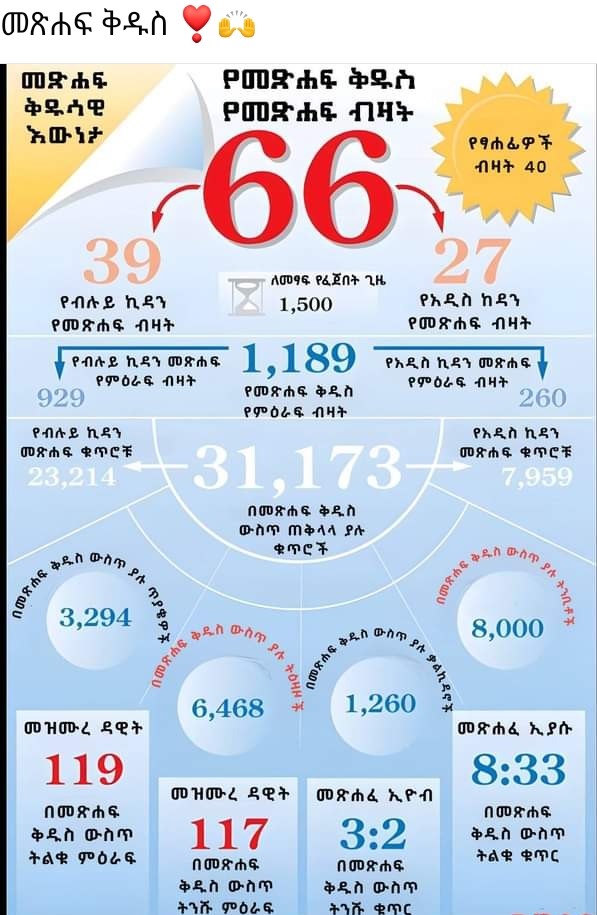 መጽሐፍ ቅዱስ ❣️🙌
መጽሐፍ
ቅዱሳዊ
እውነታ
የመጽሐፍ ቅዱስ
የመጽሐፍ ብዛት
66
የፃሐፊዎች
ብዛት 40
39
የብሉይ ኪዳን
የመጽሐፍ ብዛት
ለመፃፍ የፈጀበት ጊዜ
1,500
27
የአዲስ ከዳን
የመጽሐፍ ብዛት
የብሉይ ኪዳን መጽሐፍ
የምዕራፍ ብዛት
929
1,189
የመጽሐፍ ቅዱስ
የምዕራፍ ብዛት
የአዲስ ኪዳን መጽሐፍ
የምዕራፍ ብዛት
260
የብሉይ ኪዳን
መጽሐፍ ቁጥሮቹ
23,214
31,173
በመጽሐፍ ቅዱስ
ውስጥ ጠቅላላ ያሉ
ቁጥሮች
የአዲስ ኪዳን
መጽሐፍ ቁጥሮቹ
7,959
በመጽሐፍ ቅዱስ ውስጥ ያሉ ጥያቄዎች
3,294
በመጽሐፍ ቅዱስ ውስጥ ያሉ ትዕዛዞች
6,468
በመጽሐፍ ቅዱስ ውስጥ ያሉ ቃልኪዳኖች
1,260
በመጽሐፍ ቅዱስ ውስጥ ያሉ ትንቢቶች
8,000
መዝሙረ ዳዊት
119
በመጽሐፍ
ቅዱስ ውስጥ
ትልቁ ምዕራፍ
መዝሙረ ዳዊት
117
በመጽሐፍ
ቅዱስ ውስጥ
ትንሹ ምዕራፍ
መጽሐፈ ኢዮብ
3:2
በመጽሐፍ
ቅዱስ ውስጥ
ትንሹ ቁጥር
መጽሐፈ ኢያሱ
8:33
በመጽሐፍ
ቅዱስ ውስጥ
ትልቁ ቁጥር